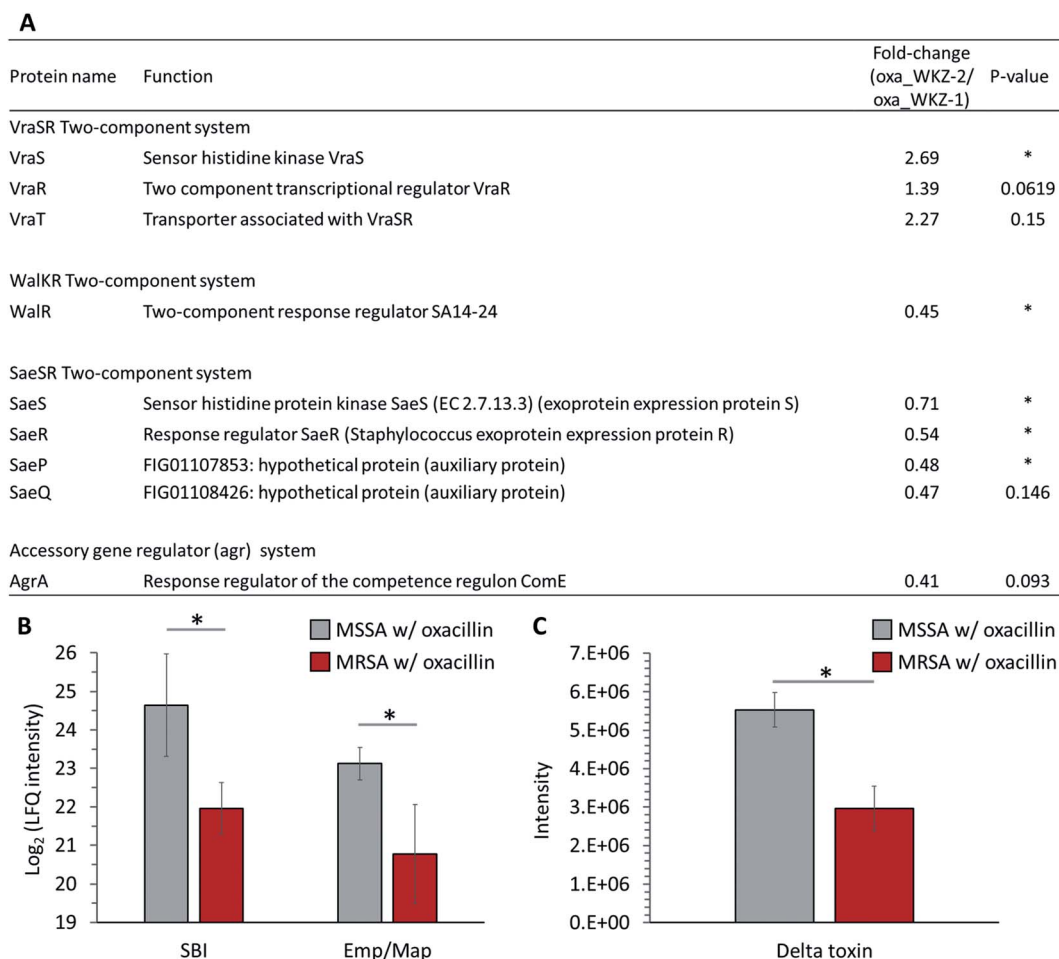 A
Protein name Function Fold-change (oxa_WKZ-2/ oxa_WKZ-1) P-value
VraSR Two-component system
VraS Sensor histidine kinase VraS 2.69 *
VraR Two component transcriptional regulator VraR 1.39 0.0619
VraT Transporter associated with VraSR 2.27 0.15
WalKR Two-component system
WalR Two-component response regulator SA14-24 0.45 *
SaeSR Two-component system
SaeS Sensor histidine protein kinase SaeS (EC 2.7.13.3) (exoprotein expression protein S) 0.71 *
SaeR Response regulator SaeR (Staphylococcus exoprotein expression protein R) 0.54 *
SaeP FIG01107853: hypothetical protein (auxiliary protein) 0.48 *
SaeQ FIG01108426: hypothetical protein (auxiliary protein) 0.47 0.146
Accessory gene regulator (agr) system
AgrA Response regulator of the competence regulon ComE 0.41 0.093
B
MSSA w/ oxacillin
MRSA w/ oxacillin
Log2 (LFQ intensity)
26
25
24
23
22
21
20
19
*
*
SBI Emp/Map
C
MSSA w/ oxacillin
MRSA w/ oxacillin
Intensity
7.E+06
6.E+06
5.E+06
4.E+06
3.E+06
2.E+06
1.E+06
0.E+00
*
Delta toxin